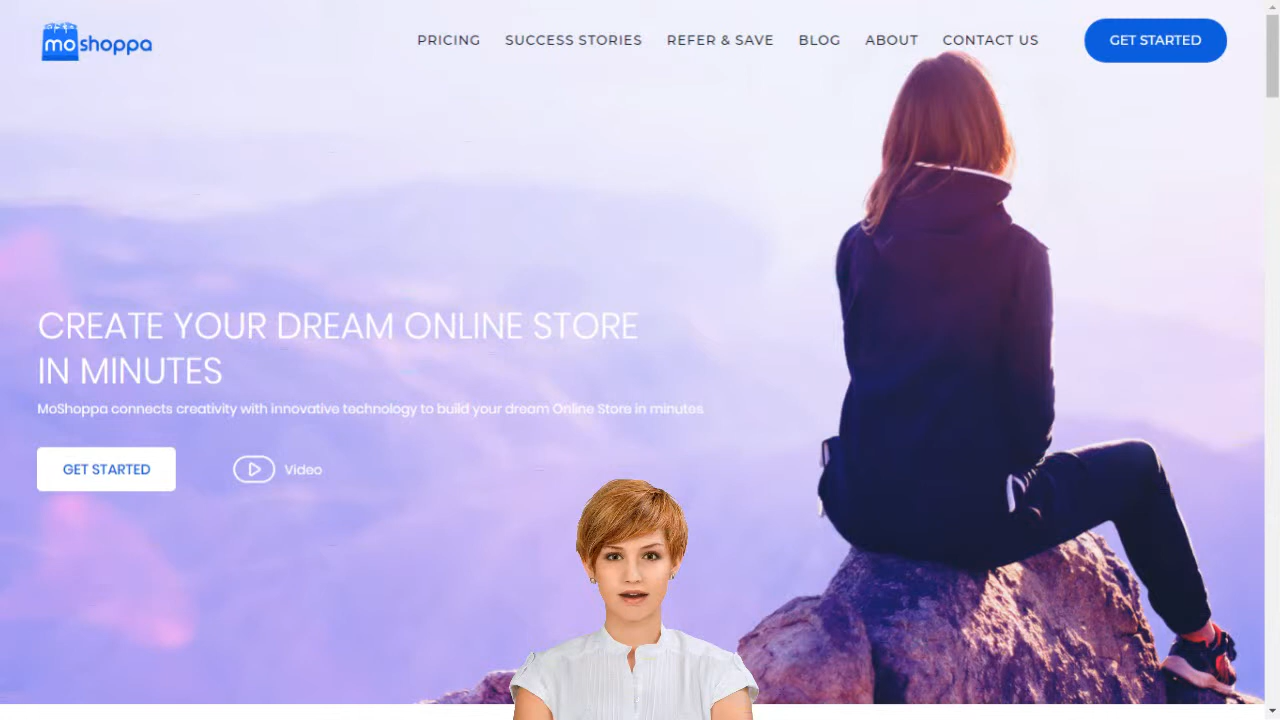 moshoppa
PRICING SUCCESS STORIES REFER & SAVE BLOG ABOUT CONTACT US GET STARTED
CREATE YOUR DREAM ONLINE STORE
IN MINUTES
MoShoppa connects creativity with innovative technology to build your dream Online Store in minutes
GET STARTED Video